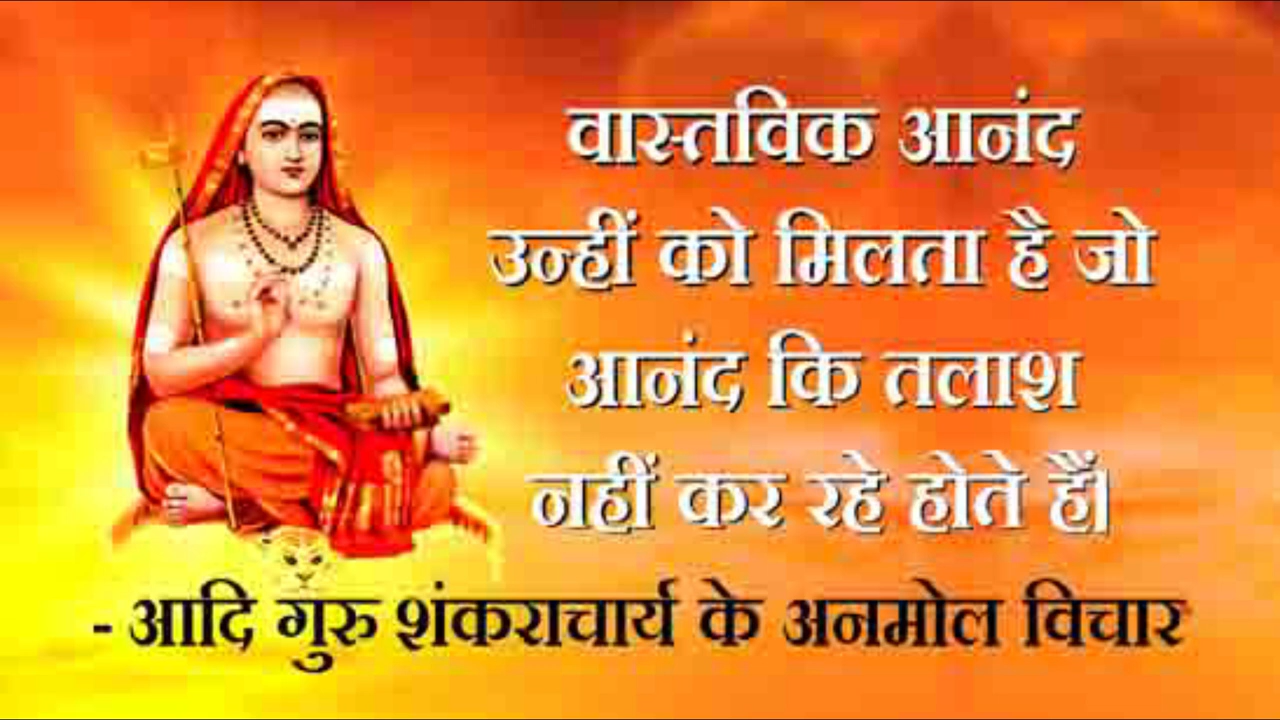 वास्तविक आनंद
उन्हीं को मिलता है जो
आनंद कि तलाश
नहीं कर रहे होते हैं।
- आदि गुरु शंकराचार्य के अनमोल विचार